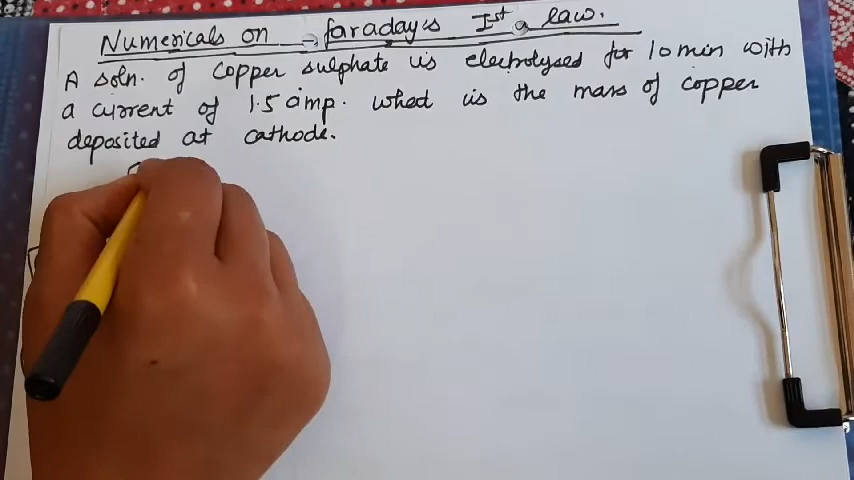 Numericals on faraday's Ist law.
A soln. of copper sulphate is electrolysed for 10 min with
a current of 1.5 amp. what is the mass of copper
deposited at cathode.